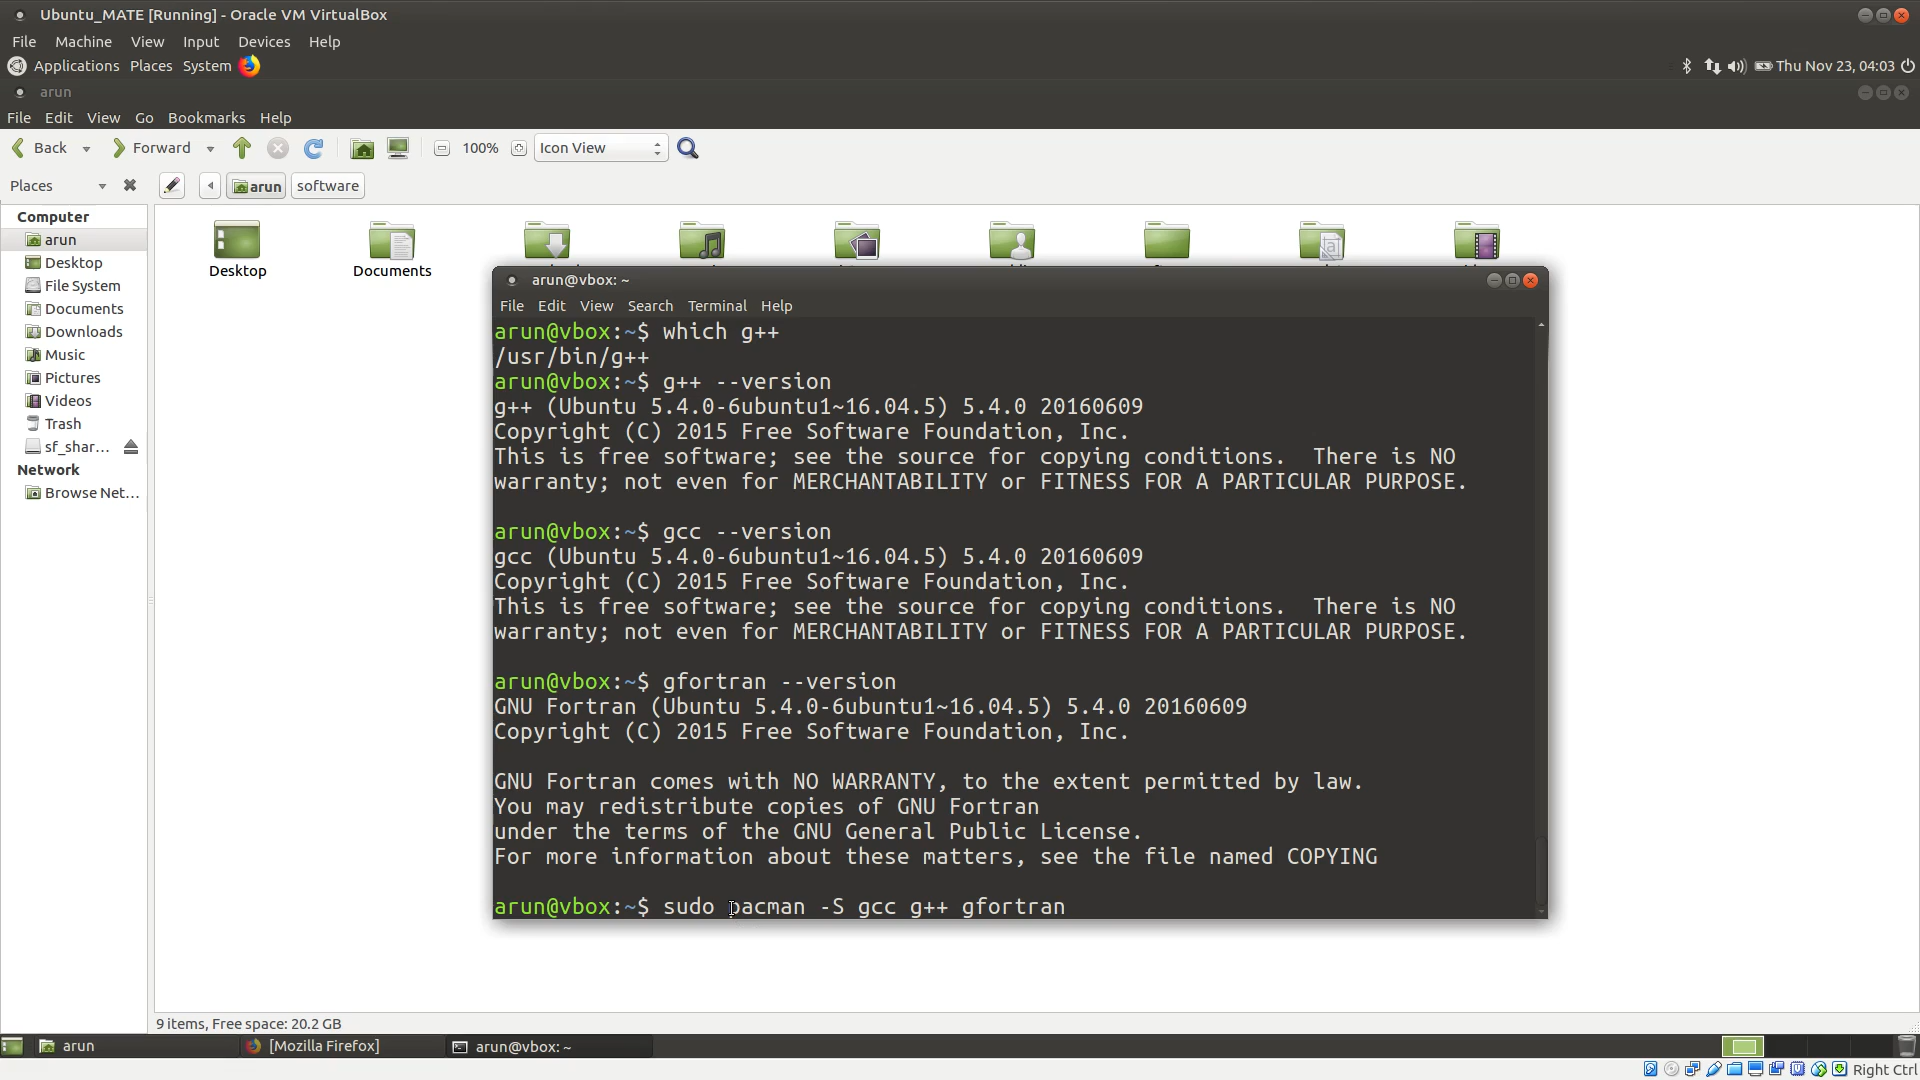 Ubuntu_MATE [Running] - Oracle VM VirtualBox
File Machine View Input Devices Help
Applications Places System Thu Nov 23, 04:03
arun
File Edit View Go Bookmarks Help
Back Forward 100% Icon View
Places arun software
Computer
arun
Desktop
File System
Documents
Downloads
Music
Pictures
Videos
Trash
sf_shar...
Network
Browse Net...
Desktop Documents
arun@vbox: ~
File Edit View Search Terminal Help
arun@vbox:~$ which g++
/usr/bin/g++
arun@vbox:~$ g++ --version
g++ (Ubuntu 5.4.0-6ubuntu1~16.04.5) 5.4.0 20160609
Copyright (C) 2015 Free Software Foundation, Inc.
This is free software; see the source for copying conditions.  There is NO
warranty; not even for MERCHANTABILITY or FITNESS FOR A PARTICULAR PURPOSE.
arun@vbox:~$ gcc --version
gcc (Ubuntu 5.4.0-6ubuntu1~16.04.5) 5.4.0 20160609
Copyright (C) 2015 Free Software Foundation, Inc.
This is free software; see the source for copying conditions.  There is NO
warranty; not even for MERCHANTABILITY or FITNESS FOR A PARTICULAR PURPOSE.
arun@vbox:~$ gfortran --version
GNU Fortran (Ubuntu 5.4.0-6ubuntu1~16.04.5) 5.4.0 20160609
Copyright (C) 2015 Free Software Foundation, Inc.
GNU Fortran comes with NO WARRANTY, to the extent permitted by law.
You may redistribute copies of GNU Fortran
under the terms of the GNU General Public License.
For more information about these matters, see the file named COPYING
arun@vbox:~$ sudo pacman -S gcc g++ gfortran
9 items, Free space: 20.2 GB
arun [Mozilla Firefox] arun@vbox: ~
Right Ctrl